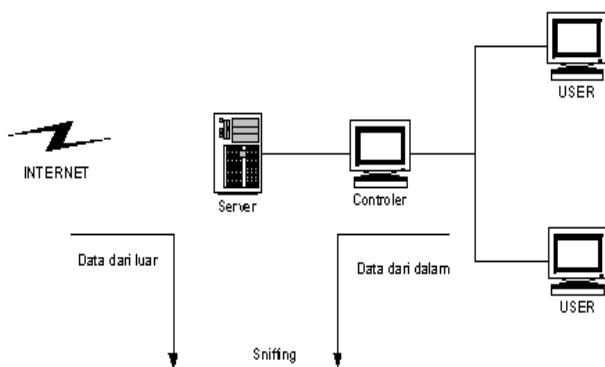 USER
INTERNET
Server
Controler
Data dari luar
Data dari dalam
USER
Sniffing